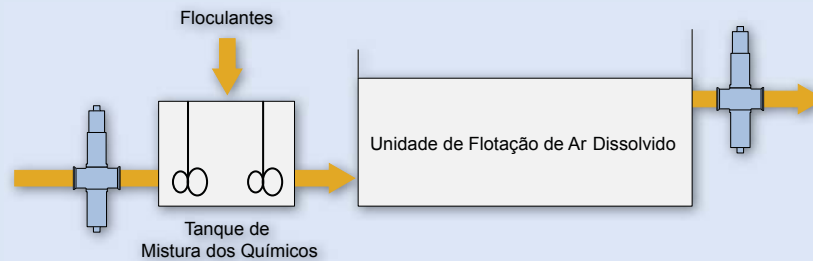 Floculantes
Unidade de Flotação de Ar Dissolvido
Tanque de
Mistura dos Químicos